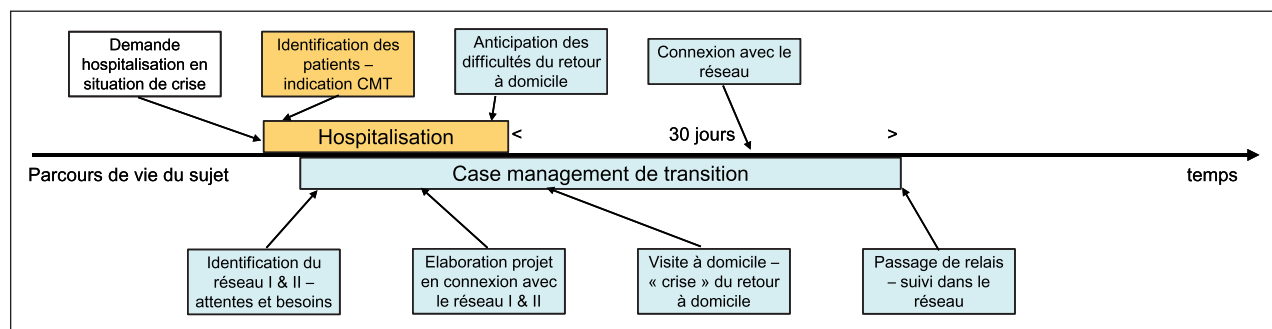 Demande
hospitalisation en
situation de crise
Identification des
patients –
indication CMT
Anticipation des
difficultés du retour
à domicile
Connexion avec le
réseau
Hospitalisation
< 30 jours >
Parcours de vie du sujet
Case management de transition
temps
Identification du
réseau I & II –
attentes et besoins
Elaboration projet
en connexion avec
le réseau I & II
Visite à domicile –
« crise » du retour
à domicile
Passage de relais
– suivi dans le
réseau